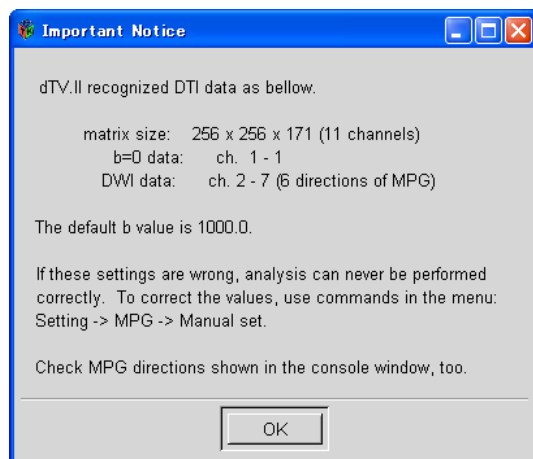 Important Notice
dTV.II recognized DTI data as bellow.
matrix size: 256 x 256 x 171 (11 channels)
b=0 data: ch. 1 - 1
DWI data: ch. 2 - 7 (6 directions of MPG)
The default b value is 1000.0.
If these settings are wrong, analysis can never be performed
correctly. To correct the values, use commands in the menu:
Setting -> MPG -> Manual set.
Check MPG directions shown in the console window, too.
OK